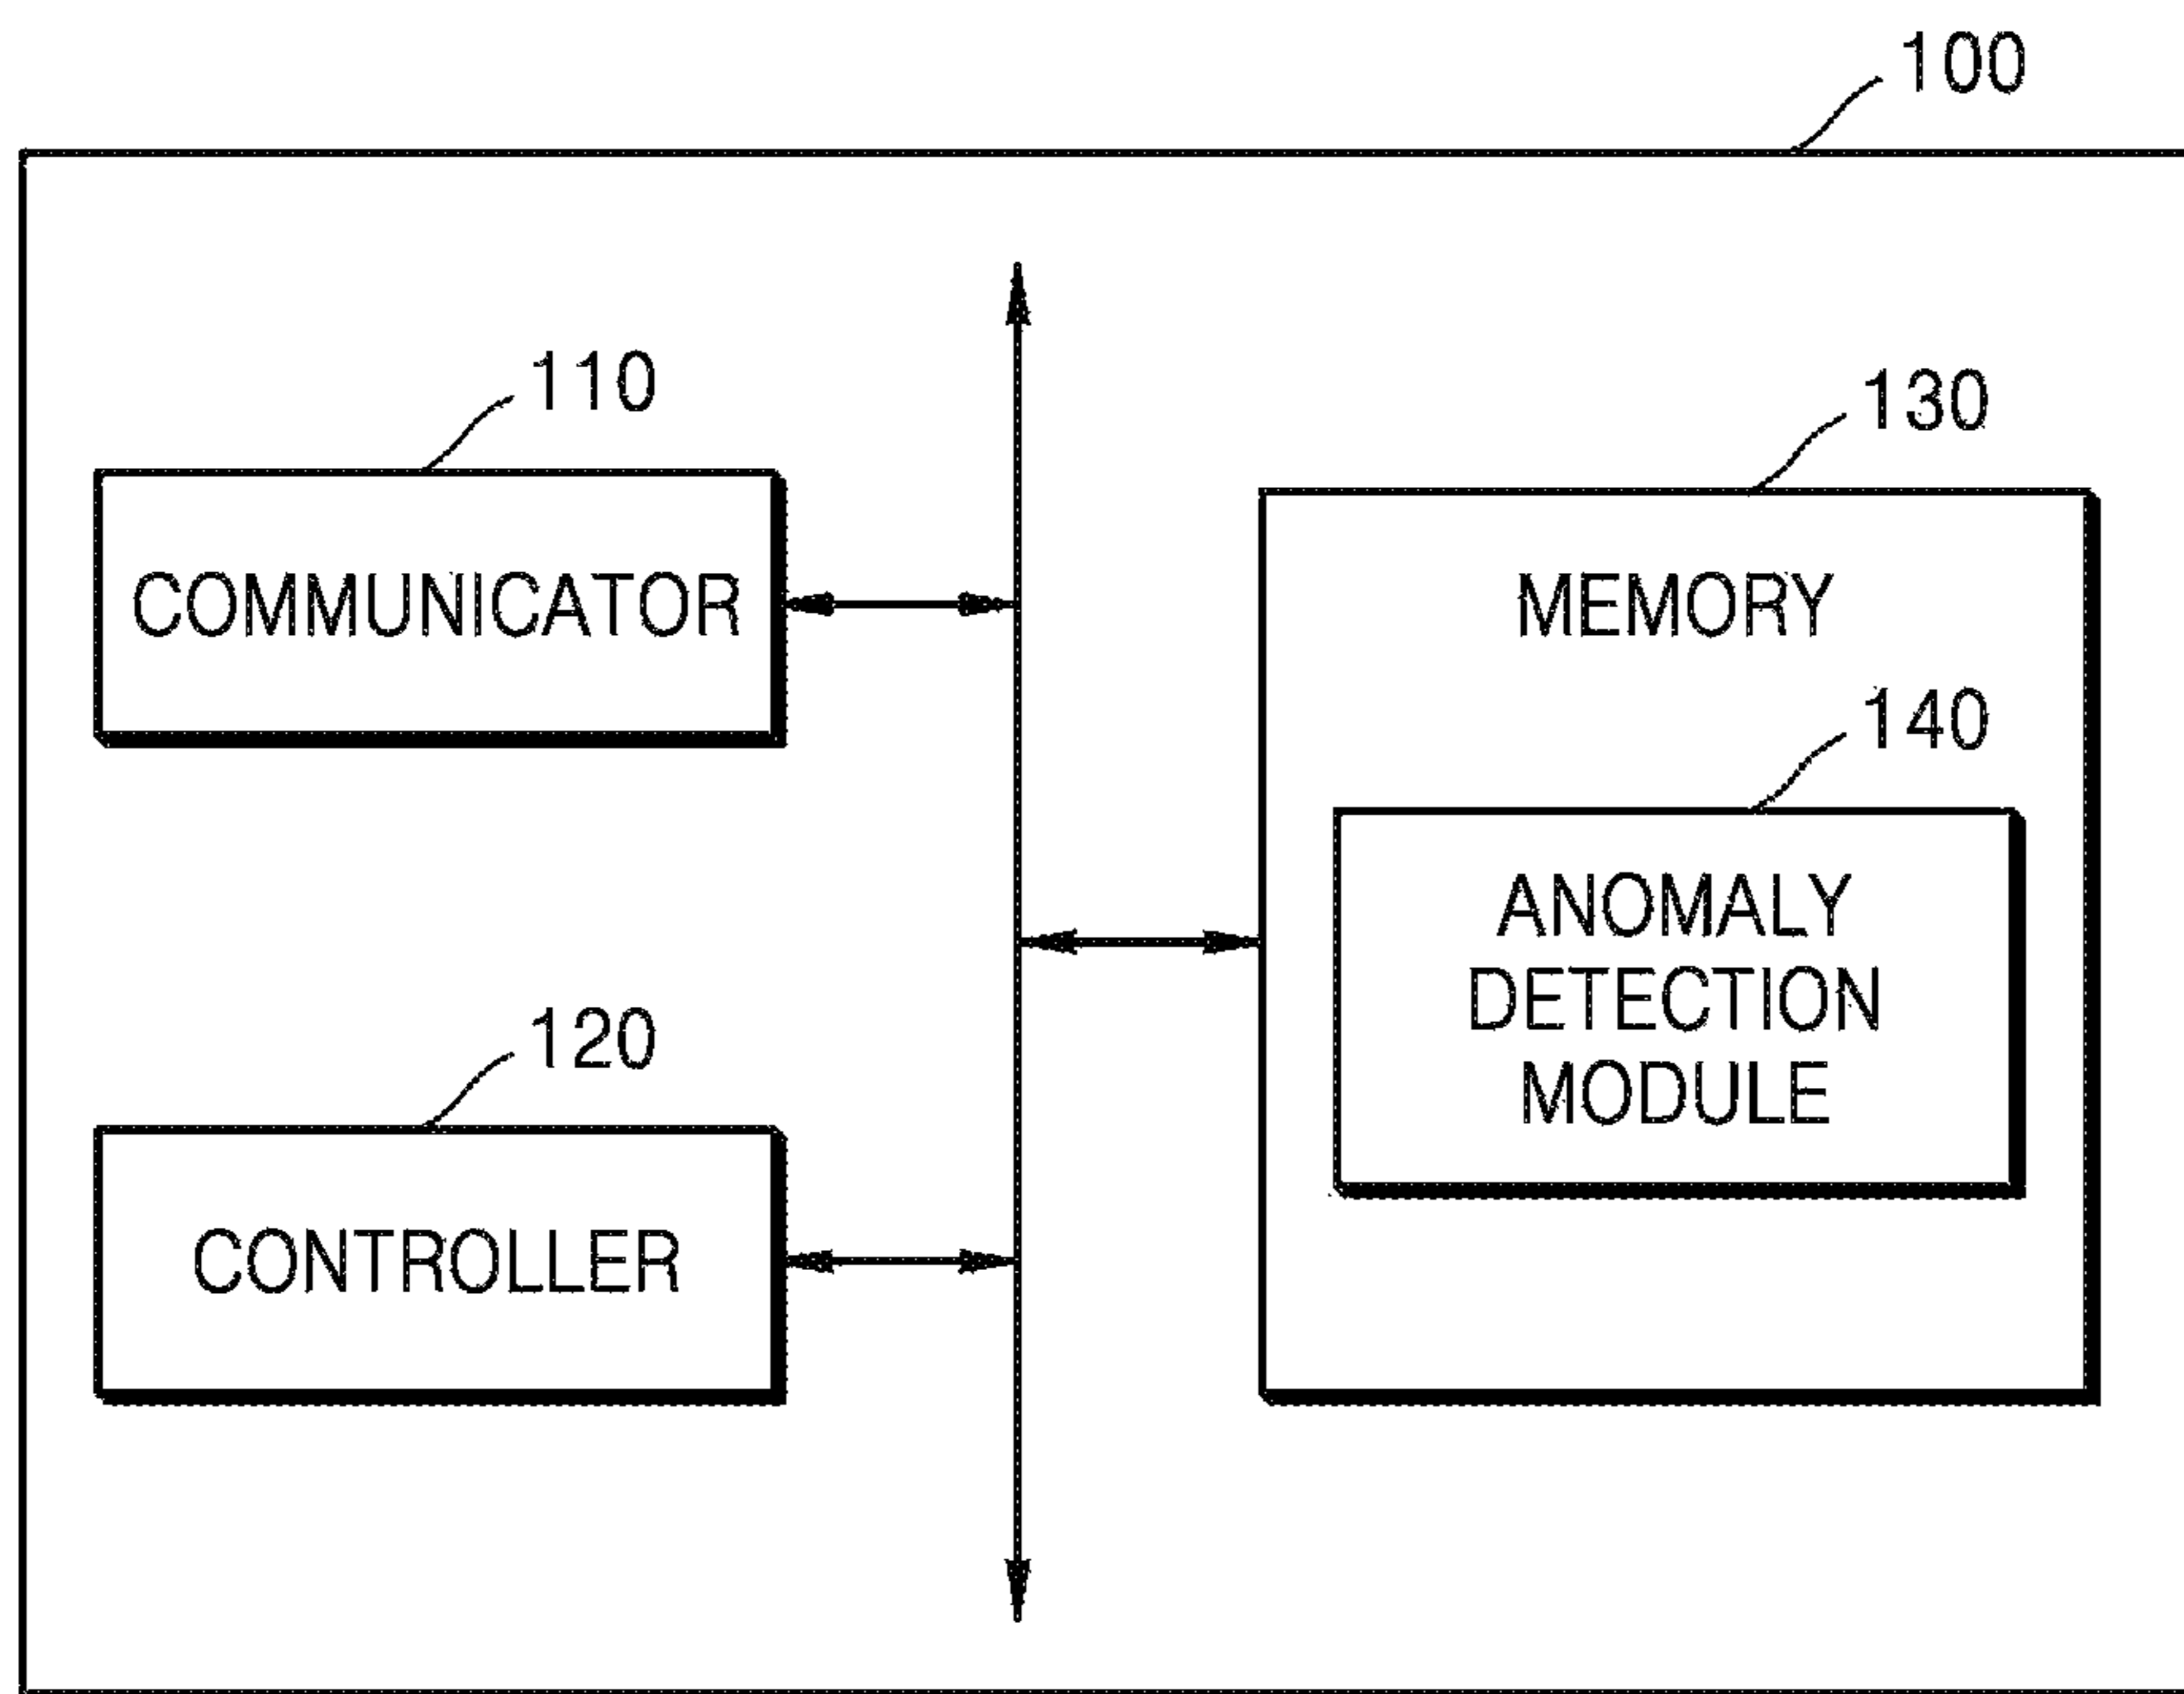 100
110
130
COMMUNICATOR
MEMORY
140
ANOMALY
DETECTION
MODULE
120
CONTROLLER